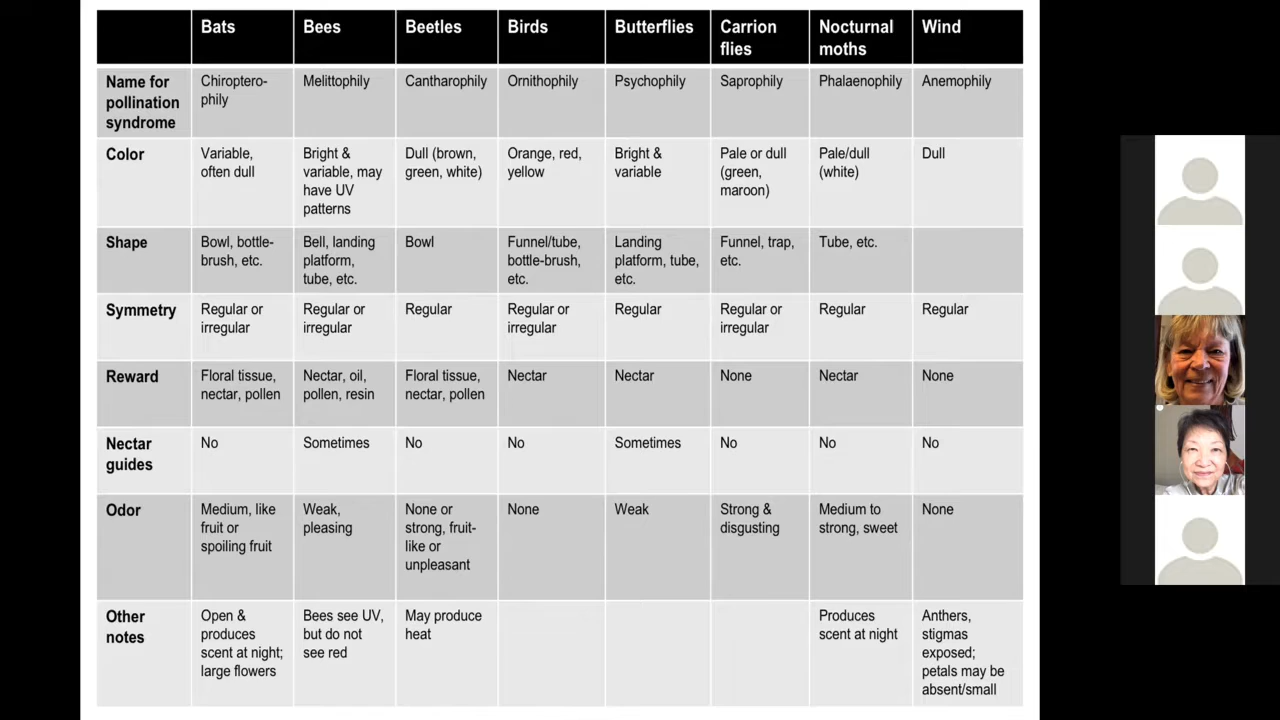 Bats Bees Beetles Birds Butterflies Carrion flies Nocturnal moths Wind
Name for pollination syndrome Chiroptero-phily Melittophily Cantharophily Ornithophily Psychophily Saprophily Phalaenophily Anemophily
Color Variable, often dull Bright & variable, may have UV patterns Dull (brown, green, white) Orange, red, yellow Bright & variable Pale or dull (green, maroon) Pale/dull (white) Dull
Shape Bowl, bottle-brush, etc. Bell, landing platform, tube, etc. Bowl Funnel/tube, bottle-brush, etc. Landing platform, tube, etc. Funnel, trap, etc. Tube, etc.
Symmetry Regular or irregular Regular or irregular Regular Regular or irregular Regular Regular or irregular Regular Regular
Reward Floral tissue, nectar, pollen Nectar, oil, pollen, resin Floral tissue, nectar, pollen Nectar Nectar None Nectar None
Nectar guides No Sometimes No No Sometimes No No No
Odor Medium, like fruit or spoiling fruit Weak, pleasing None or strong, fruit-like or unpleasant None Weak Strong & disgusting Medium to strong, sweet None
Other notes Open & produces scent at night; large flowers Bees see UV, but do not see red May produce heat Produces scent at night Anthers, stigmas exposed; petals may be absent/small